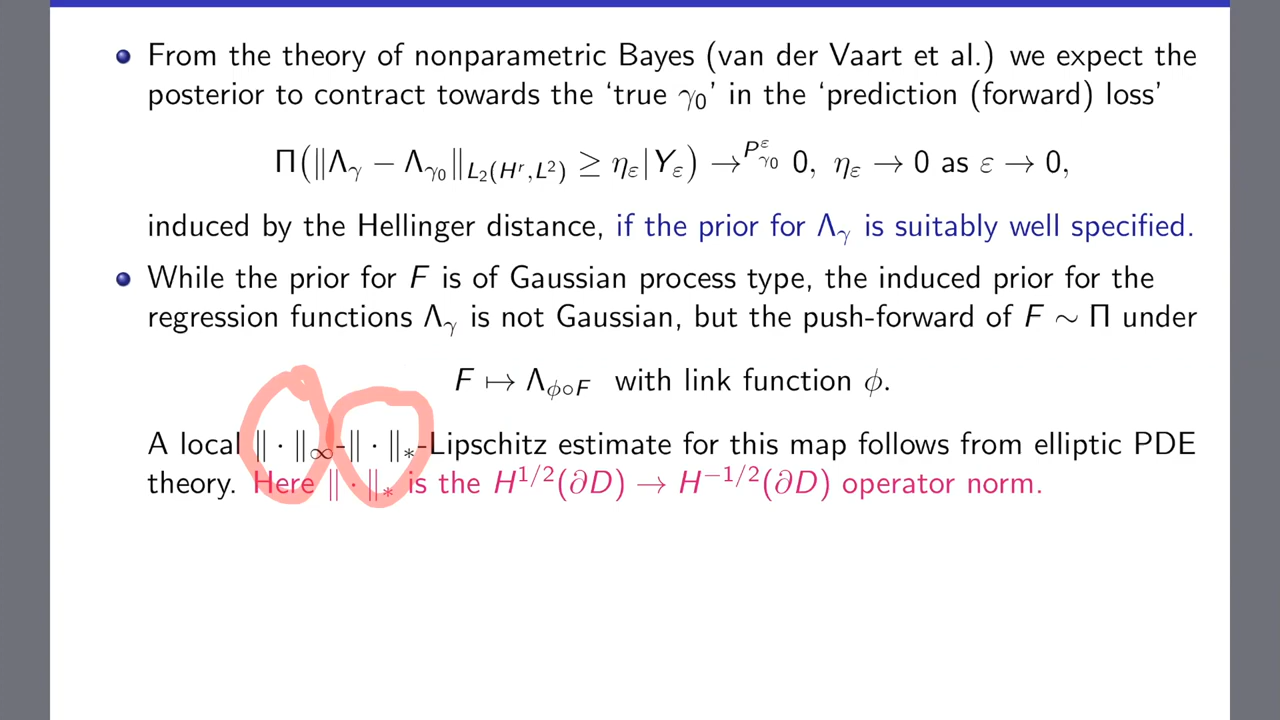 From the theory of nonparametric Bayes (van der Vaart et al.) we expect the
posterior to contract towards the ‘true γ₀’ in the ‘prediction (forward) loss’
Π(‖Λ_γ − Λ_{γ₀}‖_{L₂(H^r,L²)} ≥ η_ε|Y_ε) →^{P^ε_{γ₀}} 0, η_ε → 0 as ε → 0,
induced by the Hellinger distance, if the prior for Λ_γ is suitably well specified.
While the prior for F is of Gaussian process type, the induced prior for the
regression functions Λ_γ is not Gaussian, but the push-forward of F ∼ Π under
F ↦ Λ_{ϕ∘F} with link function ϕ.
A local ‖ · ‖_∞-‖ · ‖_*-Lipschitz estimate for this map follows from elliptic PDE
theory. Here ‖ · ‖_* is the H^{1/2}(∂D) → H^{−1/2}(∂D) operator norm.